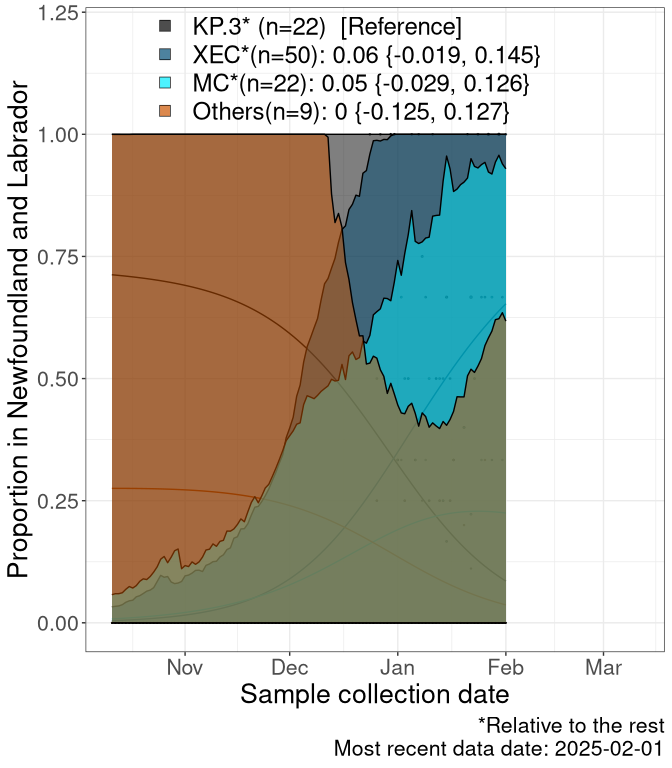 KP.3* (n=22)  [Reference]
XEC*(n=50): 0.06 {-0.019, 0.145}
MC*(n=22): 0.05 {-0.029, 0.126}
Others(n=9): 0 {-0.125, 0.127}
Proportion in Newfoundland and Labrador
1.25
1.00
0.75
0.50
0.25
0.00
Nov Dec Jan Feb Mar
Sample collection date
*Relative to the rest
Most recent data date: 2025-02-01